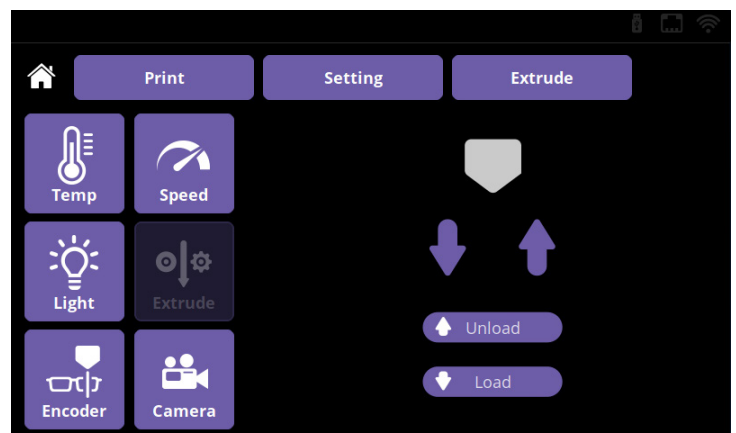 Print
Setting
Extrude
Temp
Speed
Light
Extrude
Encoder
Camera
Unload
Load